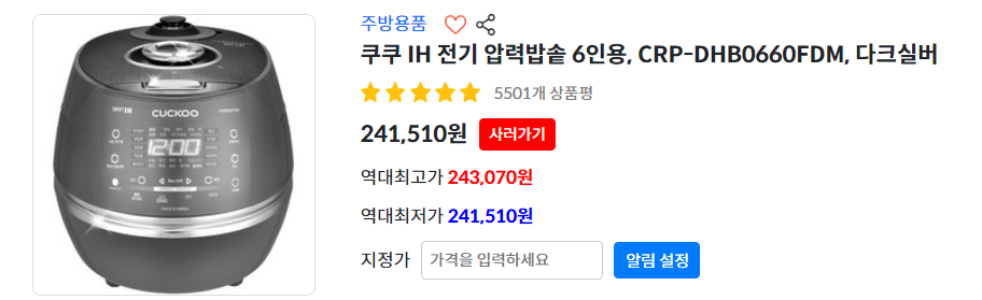 주방용품
쿠쿠 IH 전기 압력밥솥 6인용, CRP-DHB0660FDM, 다크실버
5501개 상품평
241,510원 사러가기
역대최고가 243,070원
역대최저가 241,510원
지정가 가격을 입력하세요 알림 설정
CUCKOO
12:00